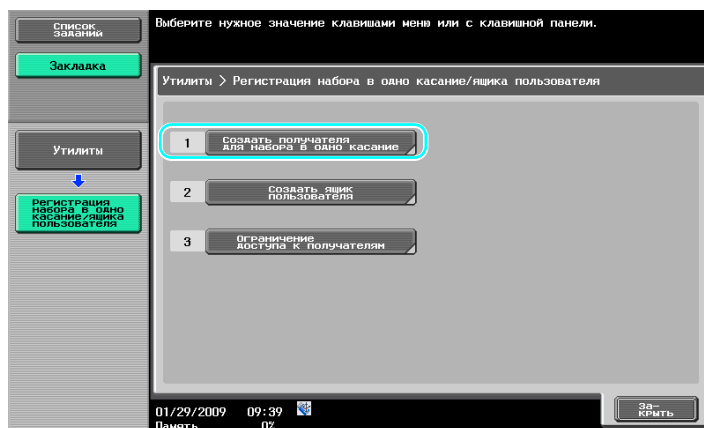 Список
заданий
Закладка
Выберите нужное значение клавишами меню или с клавишной панели.
Утилиты > Регистрация набора в одно касание/ящика пользователя
Утилиты
Регистрация
набора в одно
касание/ящика
пользователя
1 Создать получателя
для набора в одно касание
2 Создать ящик
пользователя
3 Ограничение
доступа к получателям
01/29/2009 09:39
Память 0%
За-
крыть